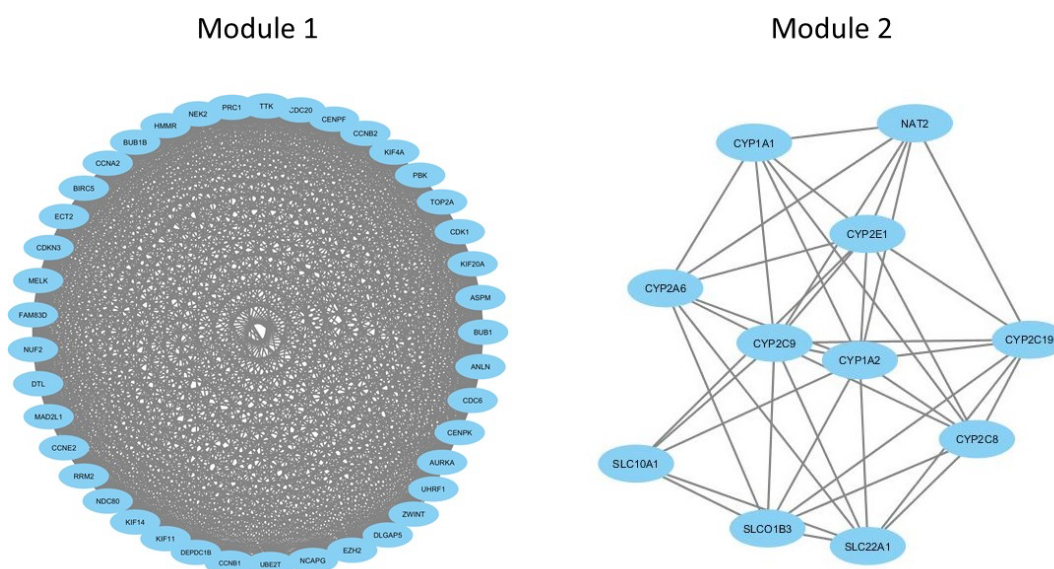 Module 1
Module 2
TTK
CDC20
CENPF
CCNB2
KIF4A
PBK
TOP2A
CDK1
KIF20A
ASPM
BUB1
ANLN
CDC6
CENPK
AURKA
UHRF1
ZWINT
DLGAP5
EZH2
NCAPG
UBE2T
CCNB1
DEPDC1B
KIF11
KIF14
NDC80
RRM2
CCNE2
MAD2L1
DTL
NUF2
FAM83D
MELK
CDKN3
ECT2
BIRC5
CCNA2
BUB1B
HMMR
NEK2
PRC1
NAT2
CYP1A1
CYP2E1
CYP2A6
CYP2C9
CYP1A2
CYP2C19
CYP2C8
SLC10A1
SLCO1B3
SLC22A1